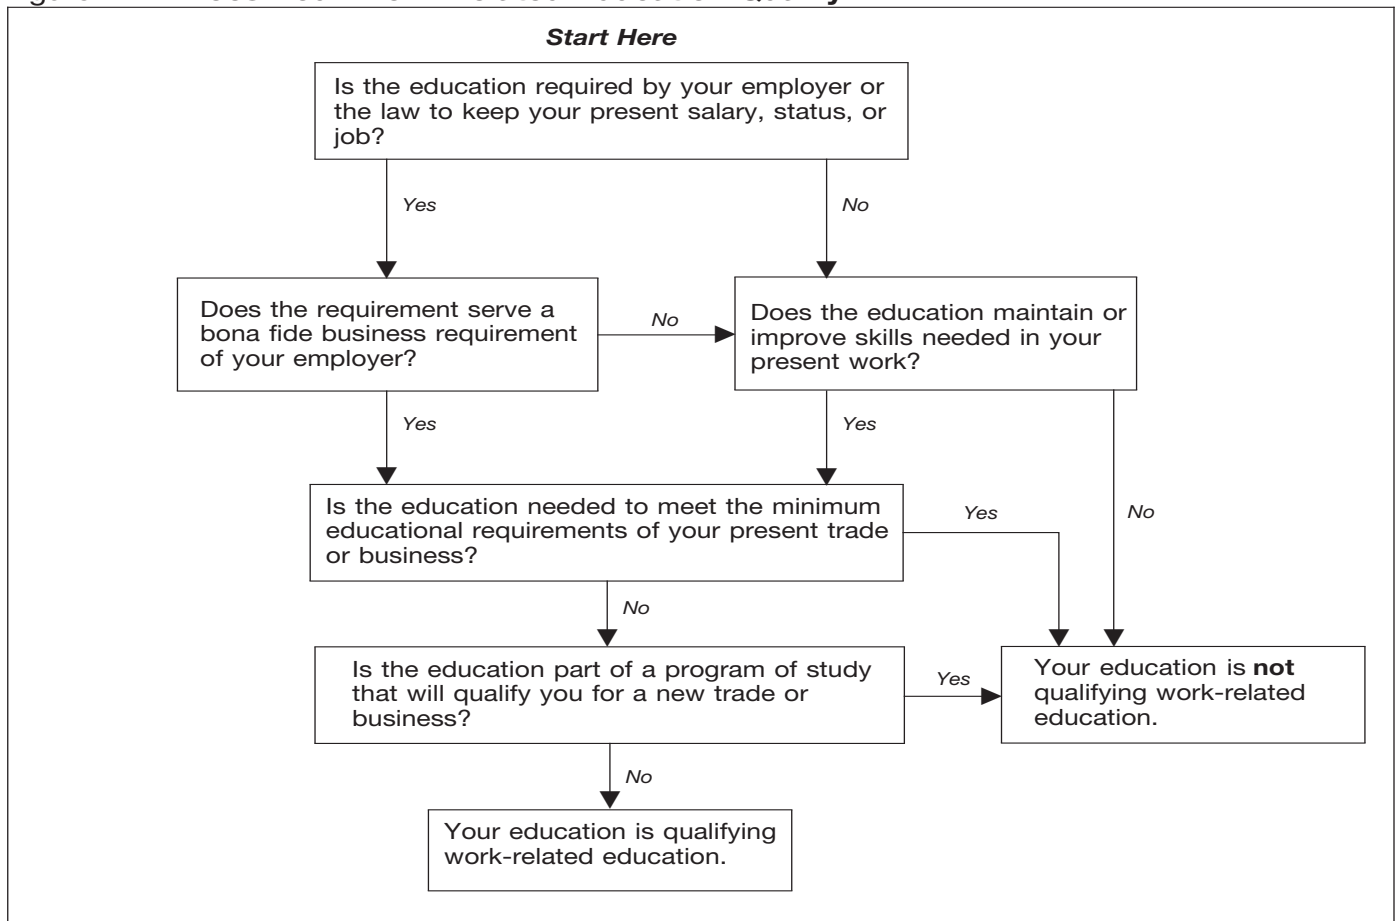 Start Here
Is the education required by your employer or
the law to keep your present salary, status, or
job?
Yes
No
Does the requirement serve a
bona fide business requirement
of your employer?
No
Does the education maintain or
improve skills needed in your
present work?
Yes
Yes
Is the education needed to meet the minimum
educational requirements of your present trade
or business?
Yes
No
No
Is the education part of a program of study
that will qualify you for a new trade or
business?
Yes
Your education is not
qualifying work-related
education.
No
Your education is qualifying
work-related education.